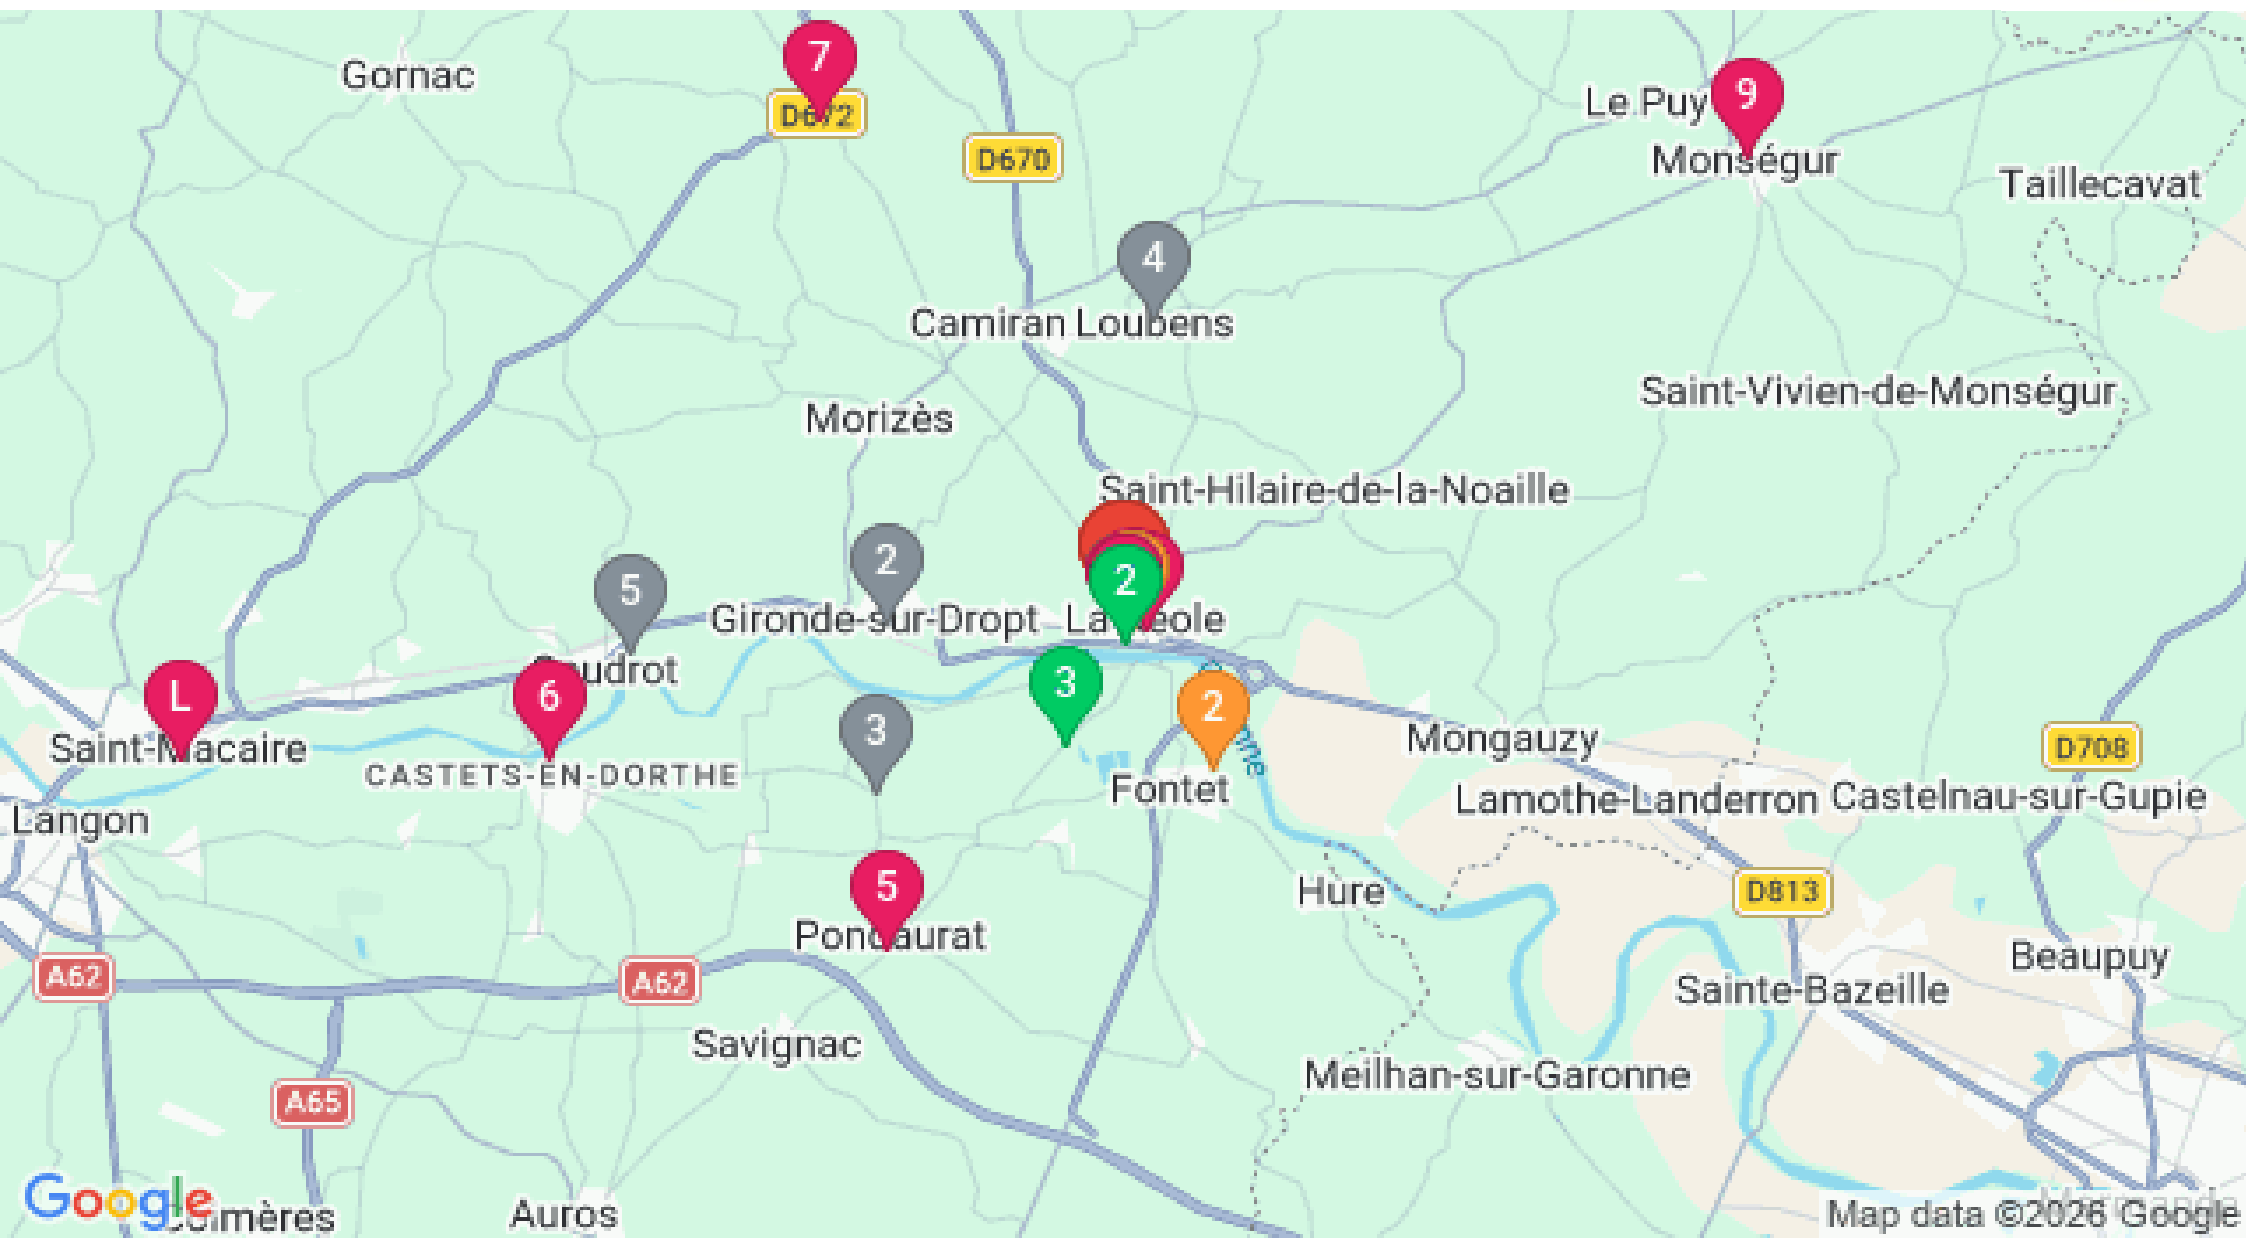 7
Gornac
D672
9
Le Puy
D670
Monségur
Taillecavat
4
Camiran
Loubens
Saint-Vivien-de-Monségur
Morizès
Saint-Hilaire-de-la-Noaille
2
5
2
Gironde-sur-Dropt
3
L
6
2
3
Saint-Macaire
Mongauzy
D708
CASTETS-EN-DORTHE
Fontet
Lamothe-Landerron
Castelnau-sur-Gupie
Langon
5
Hure
D813
Pondaurat
A62
A62
Beaupuy
Sainte-Bazeille
Savignac
Meilhan-sur-Garonne
A65
Google
Auros
Map data ©2026 Google